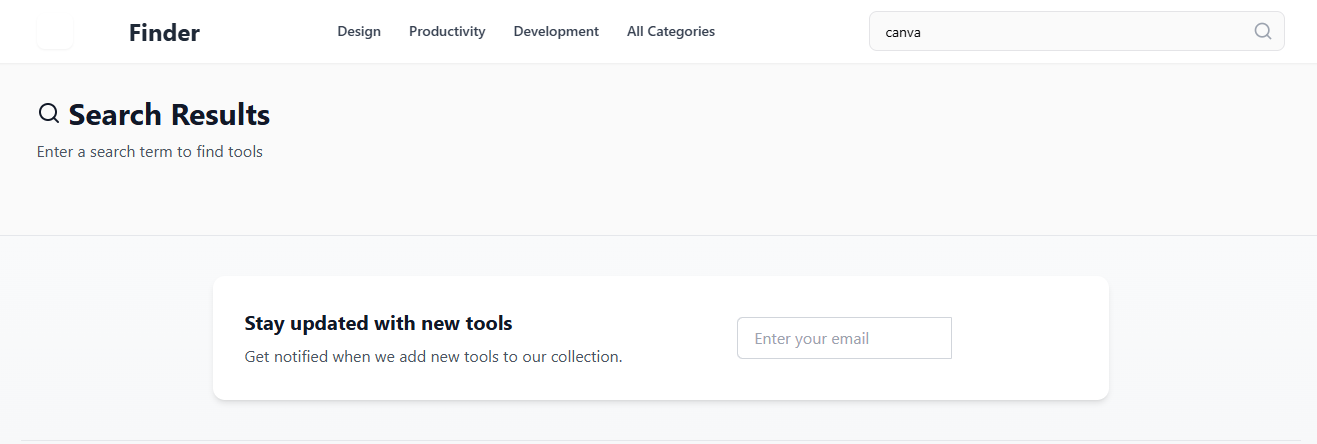 Finder
Design Productivity Development All Categories
canva
Search Results
Enter a search term to find tools
Stay updated with new tools
Get notified when we add new tools to our collection.
Enter your email